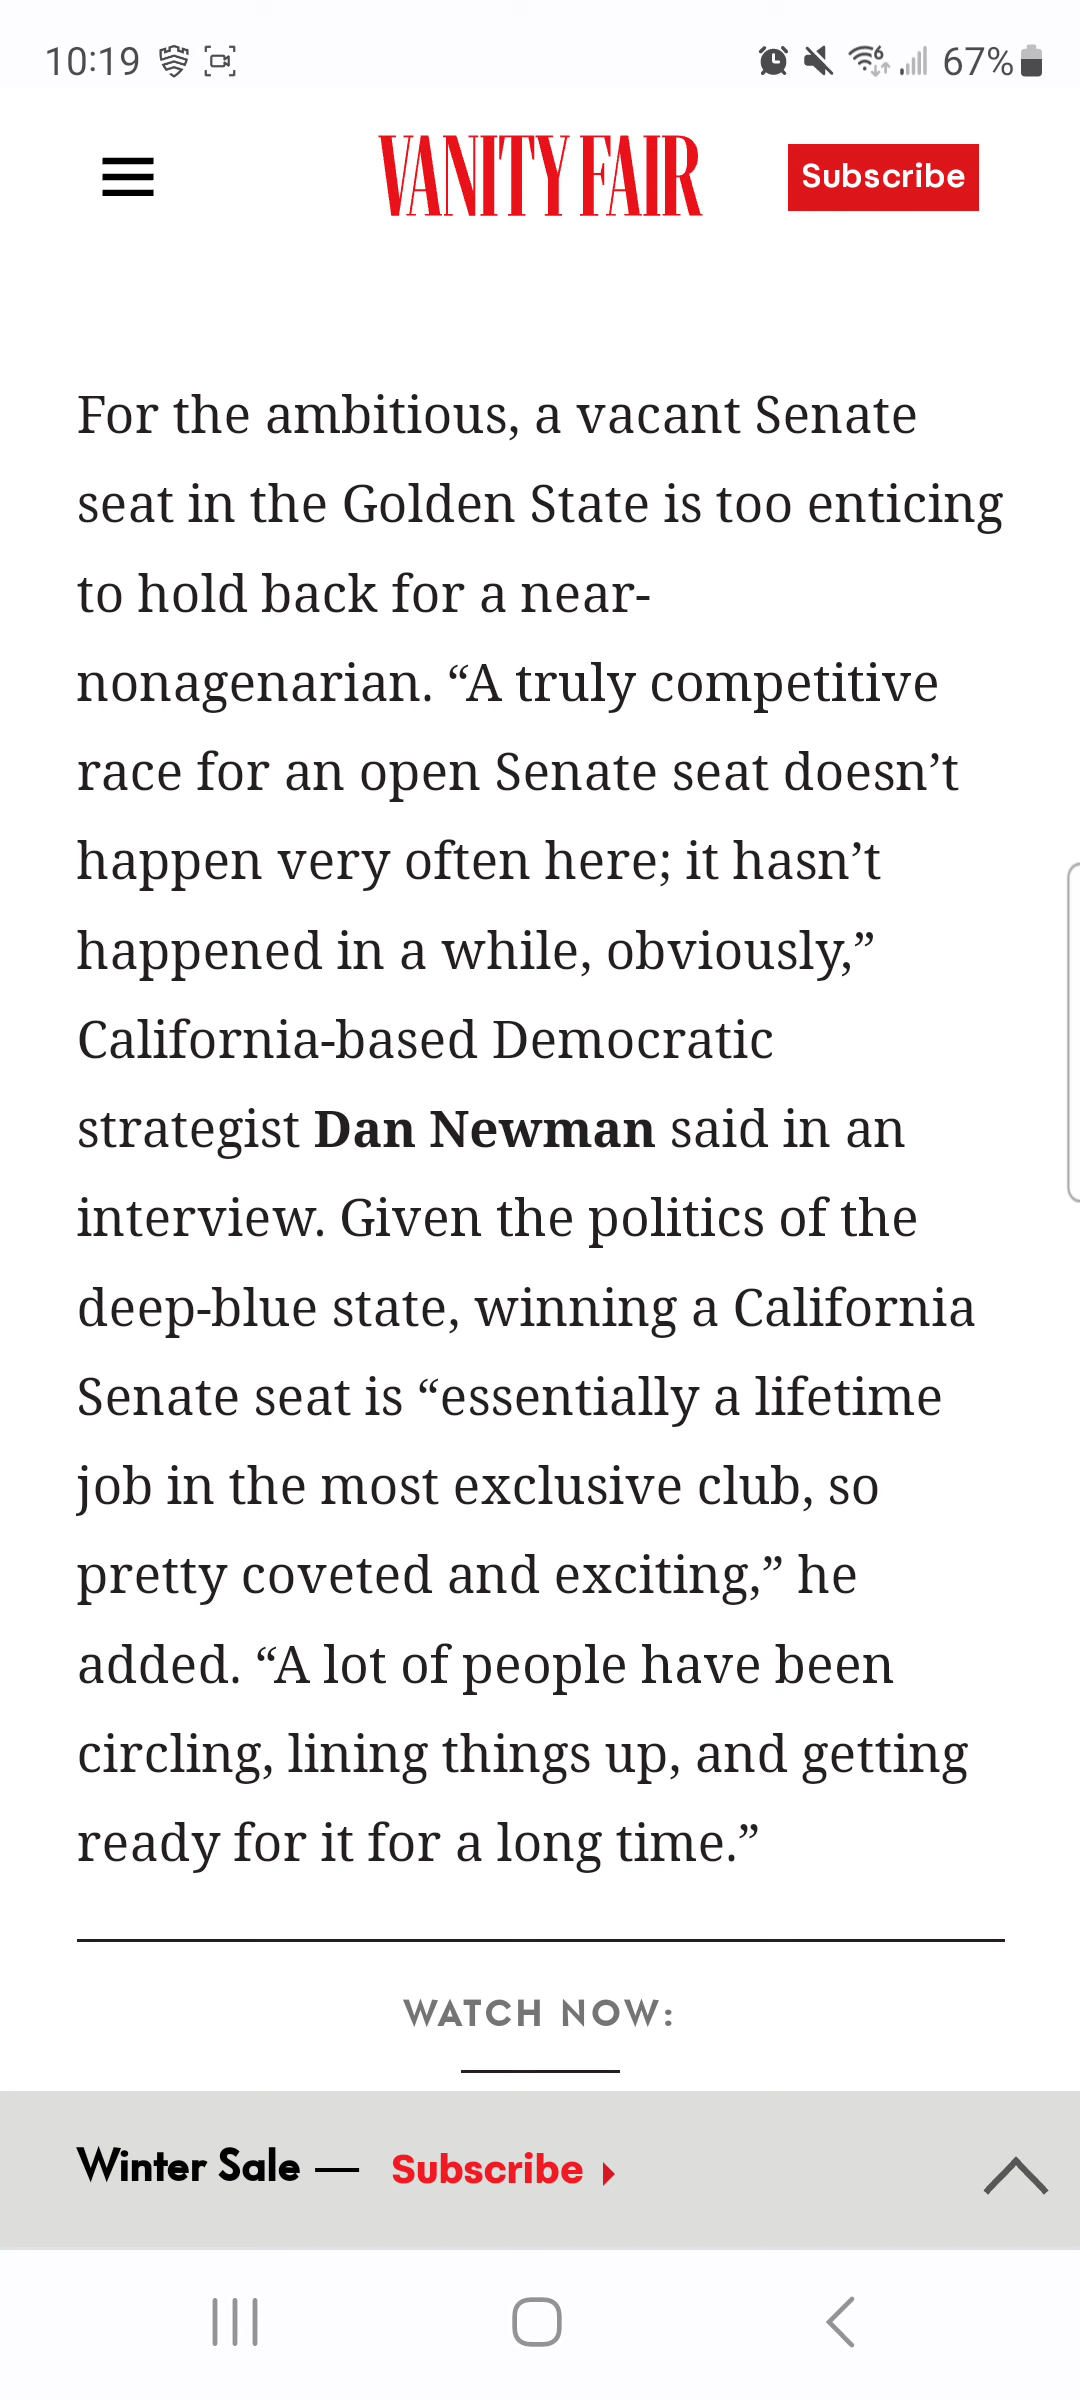 10:19 67%
VANITY FAIR Subscribe
For the ambitious, a vacant Senate
seat in the Golden State is too enticing
to hold back for a near-
nonagenarian. “A truly competitive
race for an open Senate seat doesn’t
happen very often here; it hasn’t
happened in a while, obviously,”
California-based Democratic
strategist Dan Newman said in an
interview. Given the politics of the
deep-blue state, winning a California
Senate seat is “essentially a lifetime
job in the most exclusive club, so
pretty coveted and exciting,” he
added. “A lot of people have been
circling, lining things up, and getting
ready for it for a long time.”
WATCH NOW:
Winter Sale — Subscribe